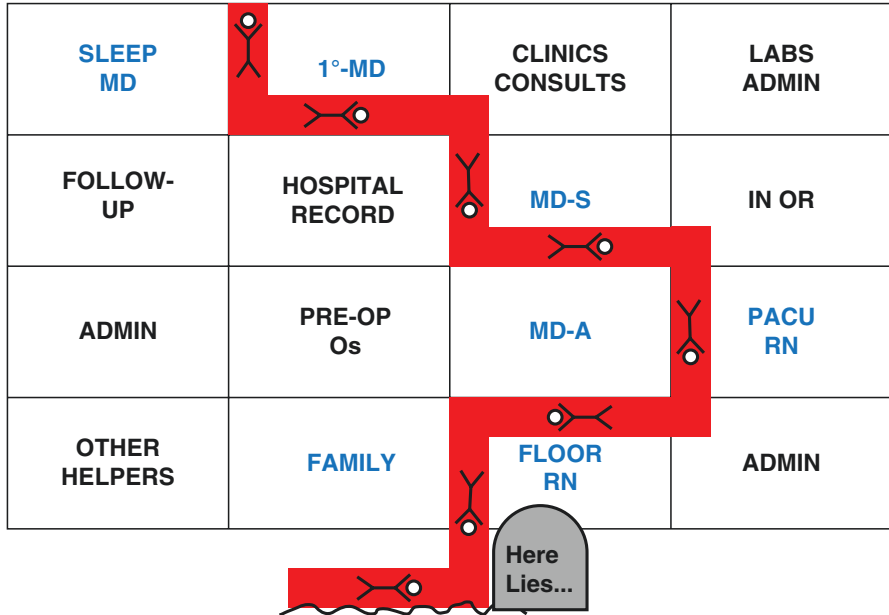 SLEEP
MD
1°-MD
CLINICS
CONSULTS
LABS
ADMIN
FOLLOW-
UP
HOSPITAL
RECORD
MD-S
IN OR
ADMIN
PRE-OP
Os
MD-A
PACU
RN
OTHER
HELPERS
FAMILY
FLOOR
RN
ADMIN
Here
Lies...